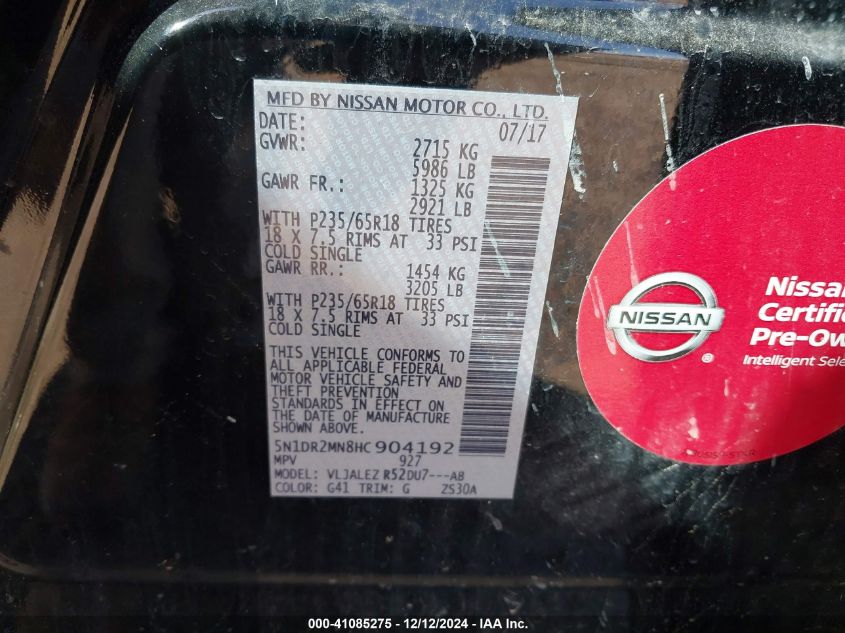 MFD BY NISSAN MOTOR CO., LTD.
DATE: 07/17
GVWR: 2715 KG
5986 LB
GAWR FR.: 1325 KG
2921 LB
WITH P235/65R18 TIRES
18 X 7.5 RIMS AT 33 PSI
COLD SINGLE
GAWR RR.: 1454 KG
3205 LB
WITH P235/65R18 TIRES
18 X 7.5 RIMS AT 33 PSI
COLD SINGLE
THIS VEHICLE CONFORMS TO
ALL APPLICABLE FEDERAL
MOTOR VEHICLE SAFETY AND
THEFT PREVENTION
STANDARDS IN EFFECT ON
THE DATE OF MANUFACTURE
SHOWN ABOVE.
5N1DR2MN8HC904192
MPV 927
MODEL: VLJALEZ R52DU7---A8
COLOR: G41 TRIM: G ZS30A
NISSAN
®
Nissan
Certifie
Pre-Ow
Intelligent Sele
000-41085275 - 12/12/2024 - IAA Inc.